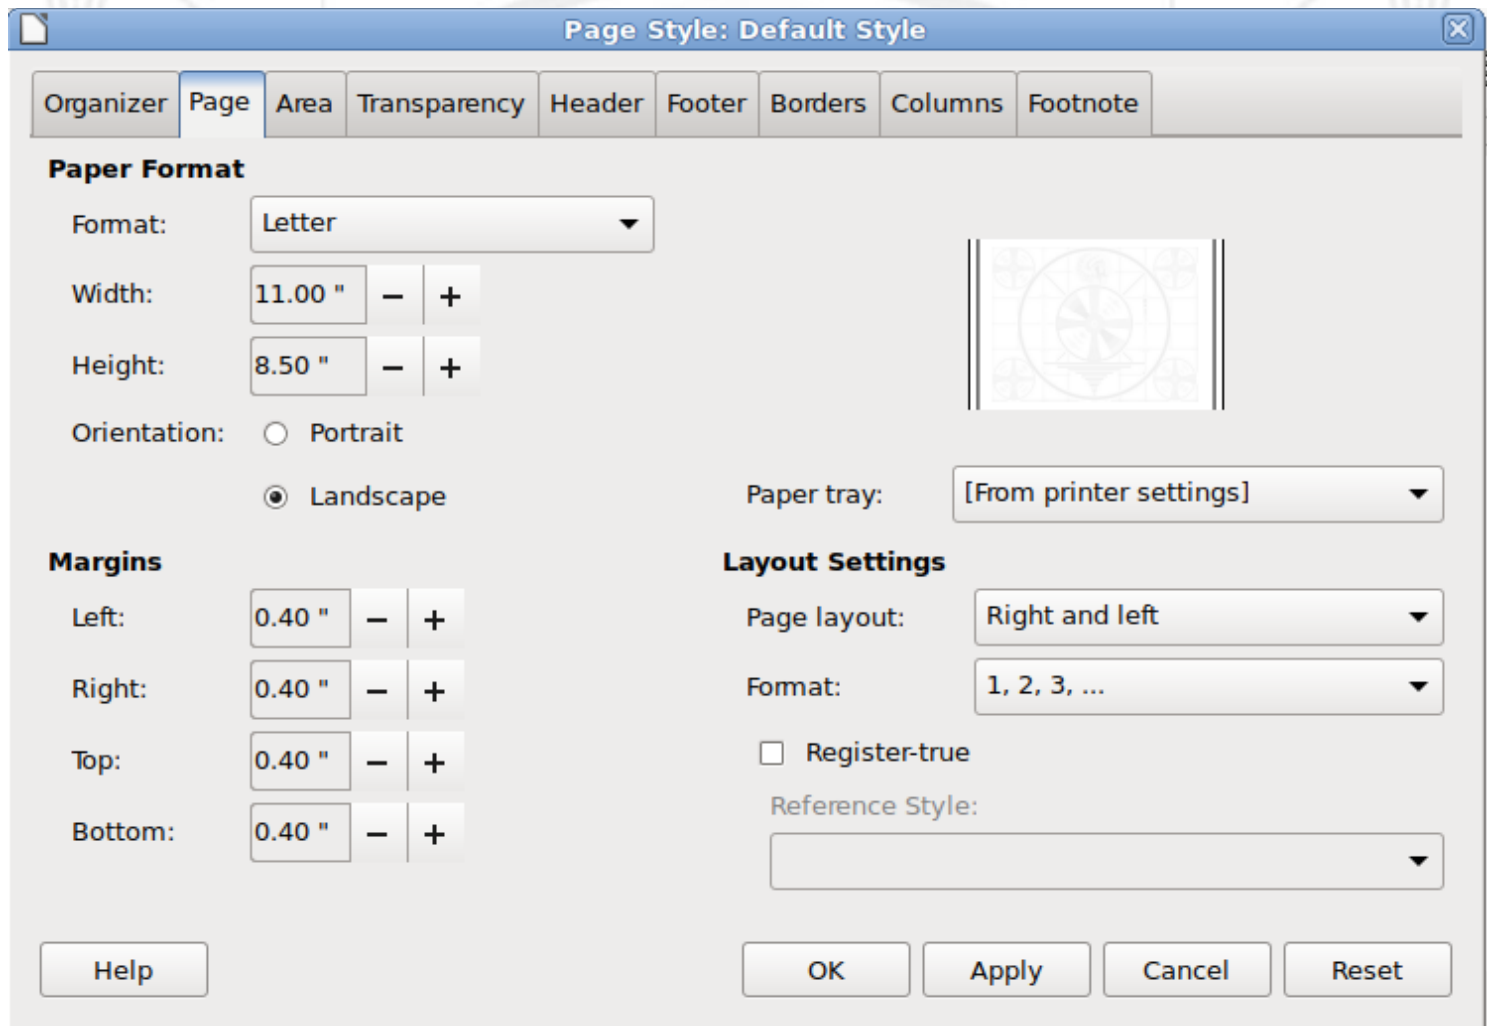 Page Style: Default Style
Organizer Page Area Transparency Header Footer Borders Columns Footnote
Paper Format
Format: Letter
Width: 11.00 " − +
Height: 8.50 " − +
Orientation: Portrait
Landscape
Paper tray: [From printer settings]
Margins
Left: 0.40 " − +
Right: 0.40 " − +
Top: 0.40 " − +
Bottom: 0.40 " − +
Layout Settings
Page layout: Right and left
Format: 1, 2, 3, ...
Register-true
Reference Style:
Help OK Apply Cancel Reset